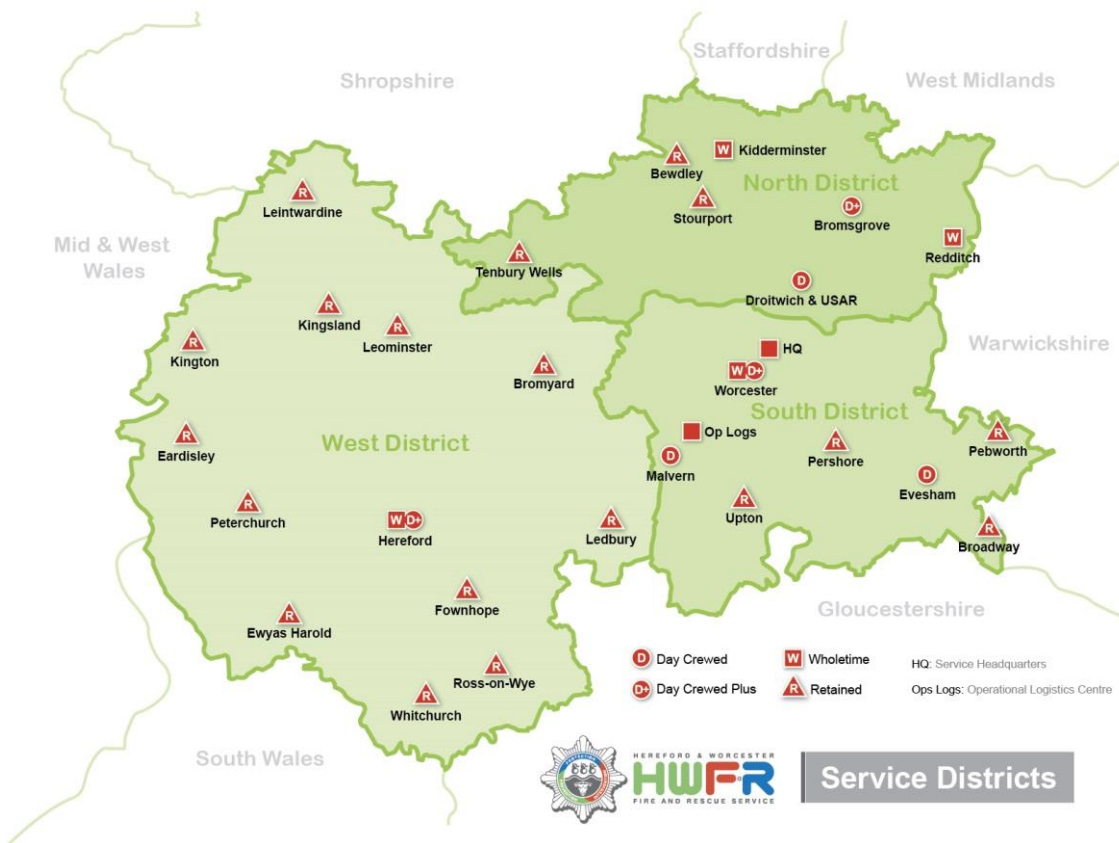 Staffordshire
West Midlands
Shropshire
R
Bewdley
W
Kidderminster
North District
R
Stourport
D+
Bromsgrove
W
Redditch
R
Leintwardine
Mid & West
Wales
R
Tenbury Wells
D
Droitwich & USAR
R
Kingsland
R
Leominster
R
Kington
R
Bromyard
HQ
W D+
Worcester
Warwickshire
South District
West District
R
Eardisley
Op Logs
D
Malvern
R
Pershore
R
Pebworth
D
Evesham
R
Peterchurch
W D+
Hereford
R
Ledbury
R
Upton
R
Broadway
R
Fownhope
R
Ewyas Harold
Gloucestershire
R
Ross-on-Wye
R
Whitchurch
South Wales
D Day Crewed
W Wholetime
HQ: Service Headquarters
D+ Day Crewed Plus
R Retained
Ops Logs: Operational Logistics Centre
HEREFORD & WORCESTER
HWFR
FIRE AND RESCUE SERVICE
Service Districts